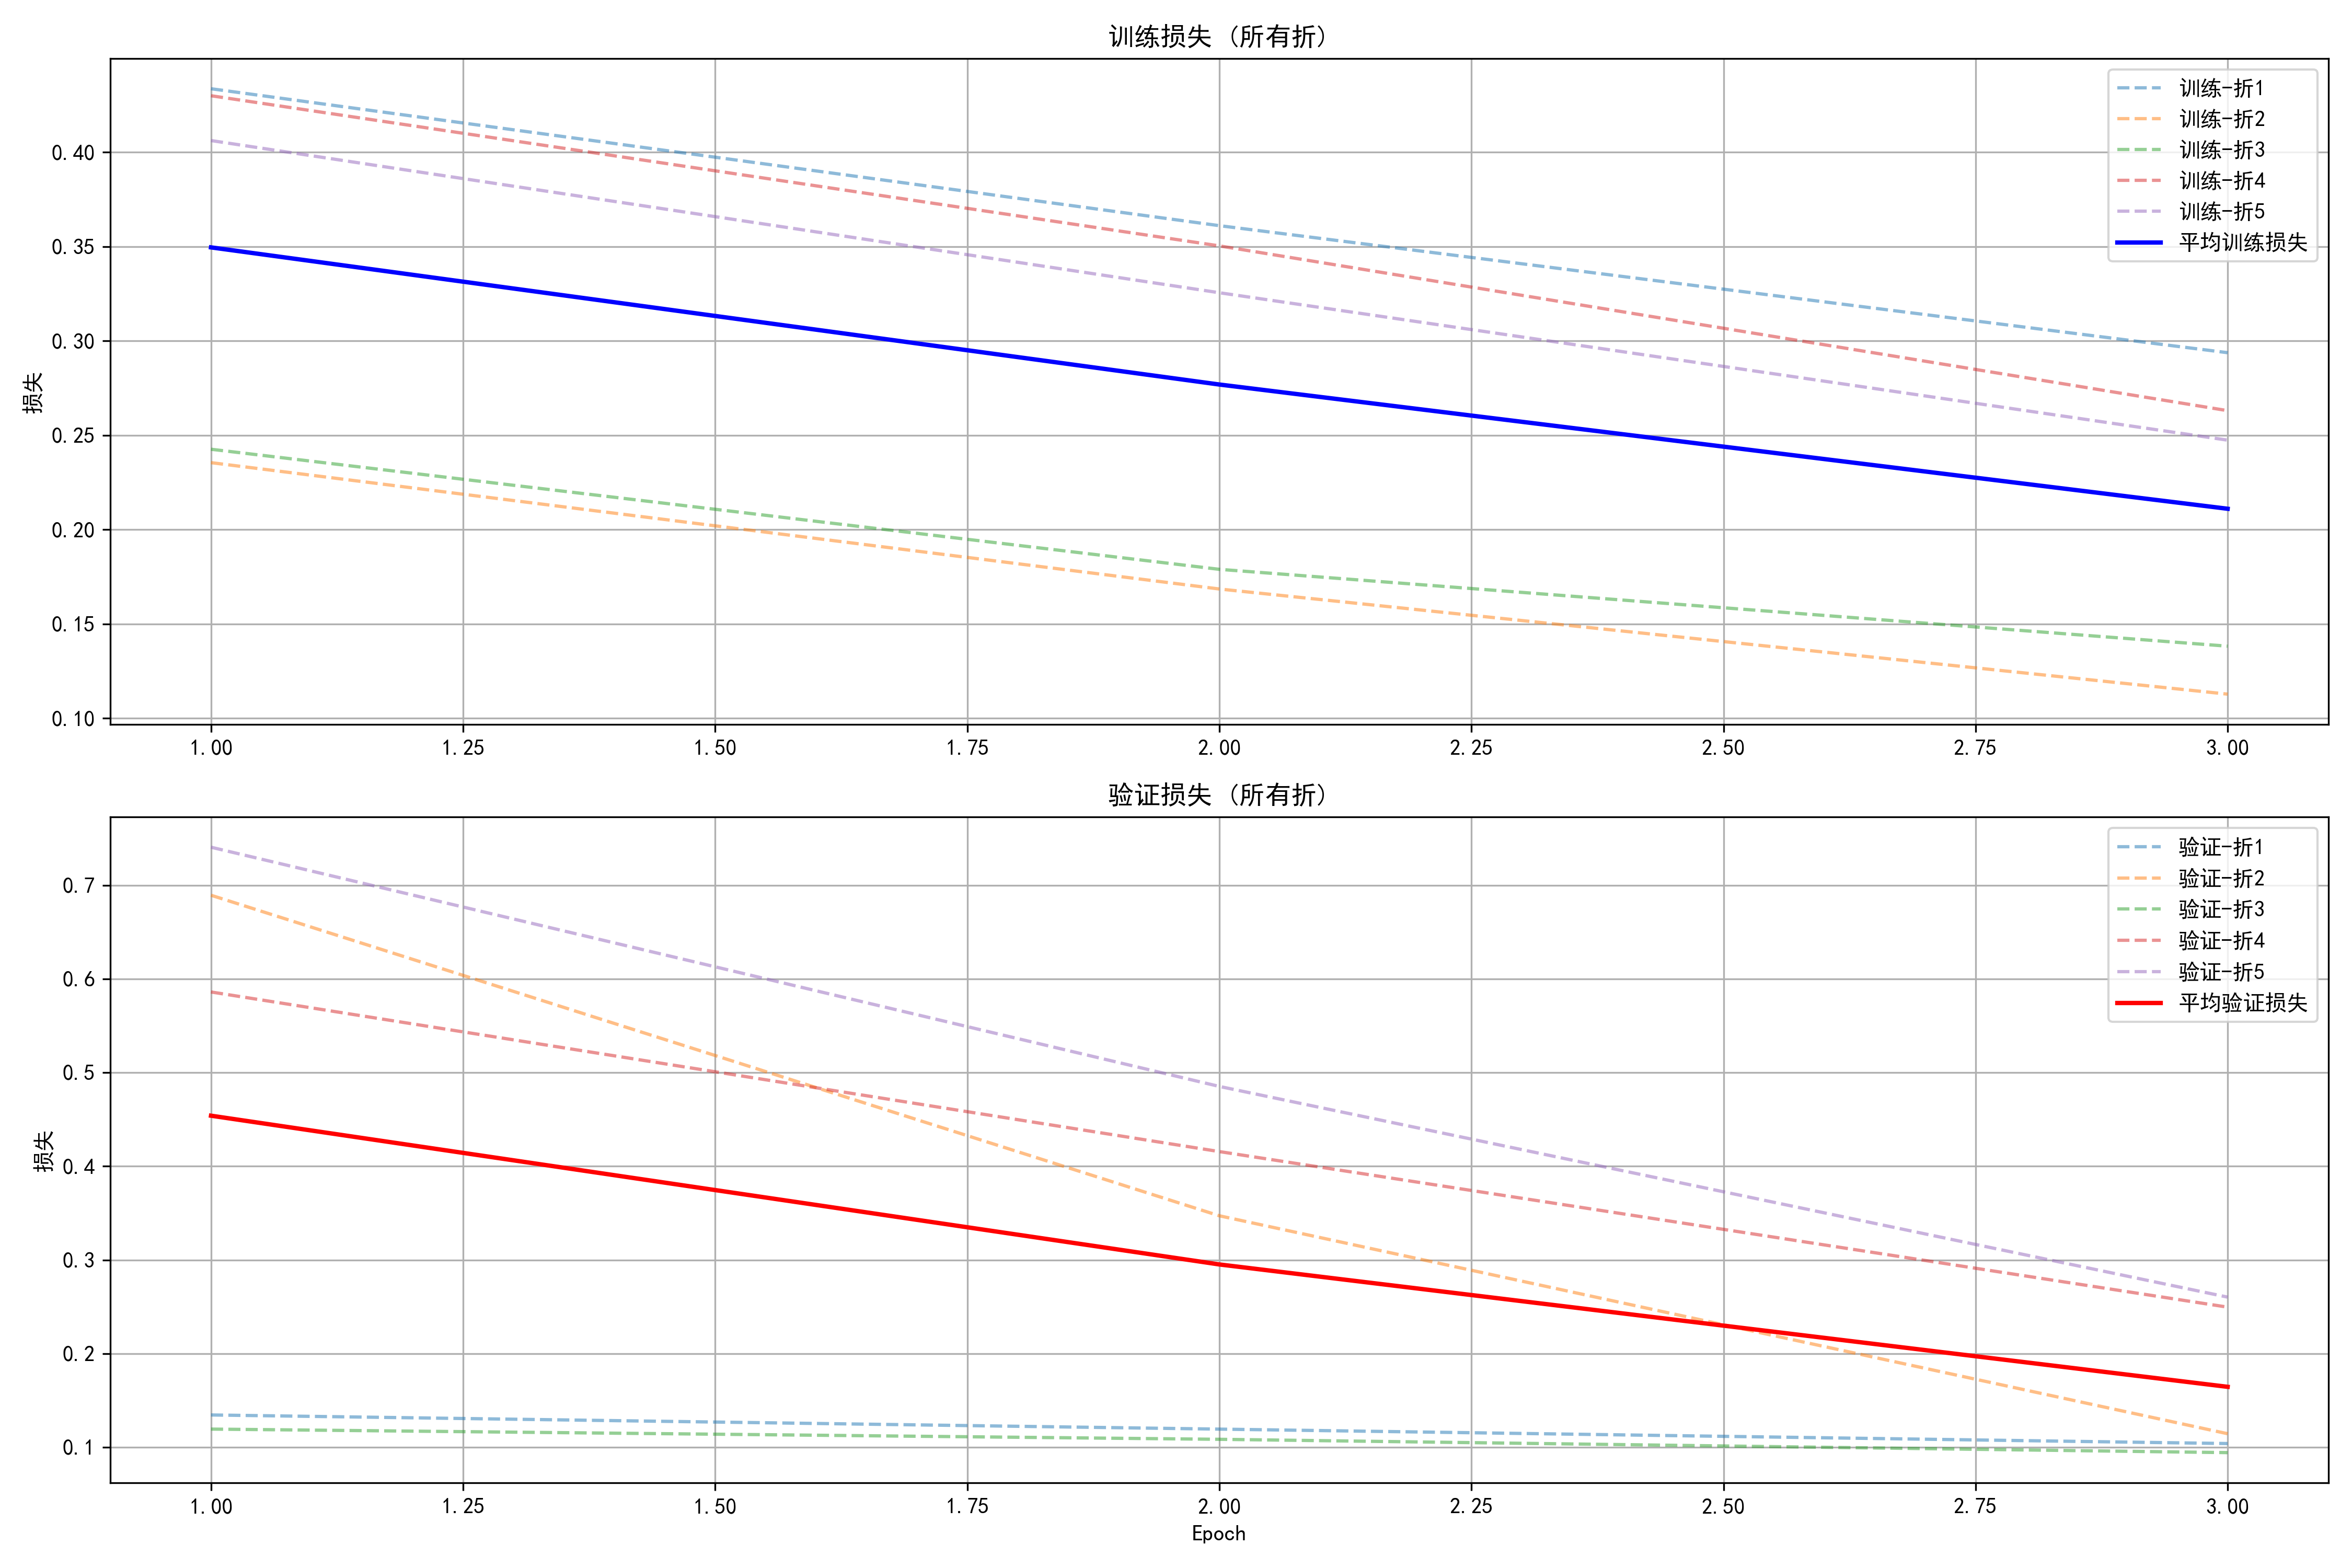 训练损失 (所有折)
损失
0.40
0.35
0.30
0.25
0.20
0.15
0.10
训练-折1
训练-折2
训练-折3
训练-折4
训练-折5
平均训练损失
1.00 1.25 1.50 1.75 2.00 2.25 2.50 2.75 3.00
验证损失 (所有折)
损失
0.7
0.6
0.5
0.4
0.3
0.2
0.1
验证-折1
验证-折2
验证-折3
验证-折4
验证-折5
平均验证损失
1.00 1.25 1.50 1.75 2.00 2.25 2.50 2.75 3.00
Epoch